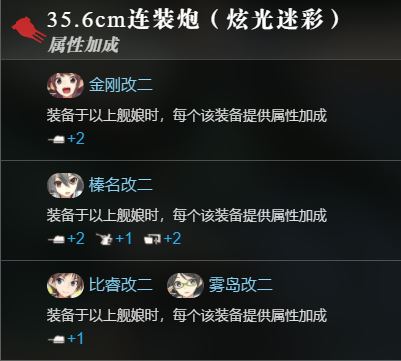 35.6cm连装炮（炫光迷彩）
属性加成
金刚改二
装备于以上舰娘时，每个该装备提供属性加成
+2
榛名改二
装备于以上舰娘时，每个该装备提供属性加成
+2 +1 +2
比睿改二 雾岛改二
装备于以上舰娘时，每个该装备提供属性加成
+1